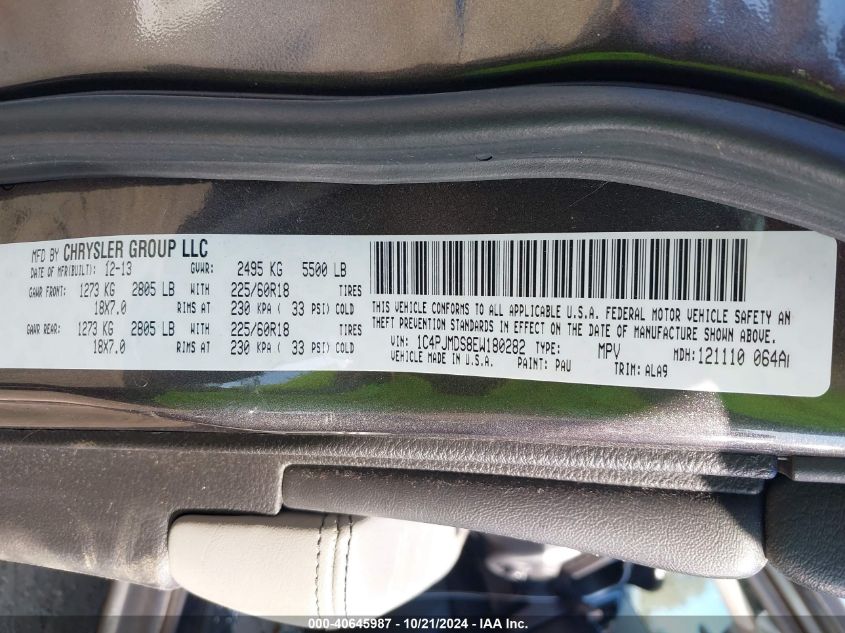 MFD BY CHRYSLER GROUP LLC
DATE OF MFR(BUILT): 12-13 GVWR: 2495 KG 5500 LB
GAWR FRONT: 1273 KG 2805 LB WITH 225/60R18 TIRES
18X7.0 RIMS AT 230 KPA ( 33 PSI) COLD
GAWR REAR: 1273 KG 2805 LB WITH 225/60R18 TIRES
18X7.0 RIMS AT 230 KPA ( 33 PSI) COLD
THIS VEHICLE CONFORMS TO ALL APPLICABLE U.S.A. FEDERAL MOTOR VEHICLE SAFETY AN
THEFT PREVENTION STANDARDS IN EFFECT ON THE DATE OF MANUFACTURE SHOWN ABOVE.
VIN: 1C4PJMDS8EW180282 TYPE: MPV MDH: 121110 064A
VEHICLE MADE IN U.S.A. PAINT: PAU TRIM: ALA9
000-40645987 - 10/21/2024 - IAA Inc.